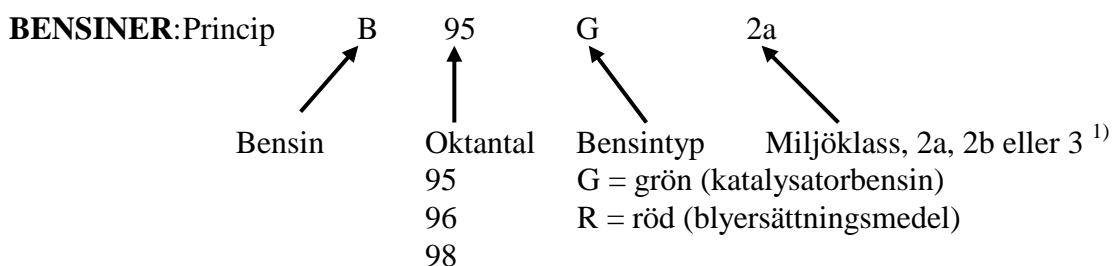 BENSINER:Princip B 95 G 2a
Bensin Oktantal Bensintyp Miljöklass, 2a, 2b eller 3 1)
95 G = grön (katalysatorbensin)
96 R = röd (blyersättningsmedel)
98